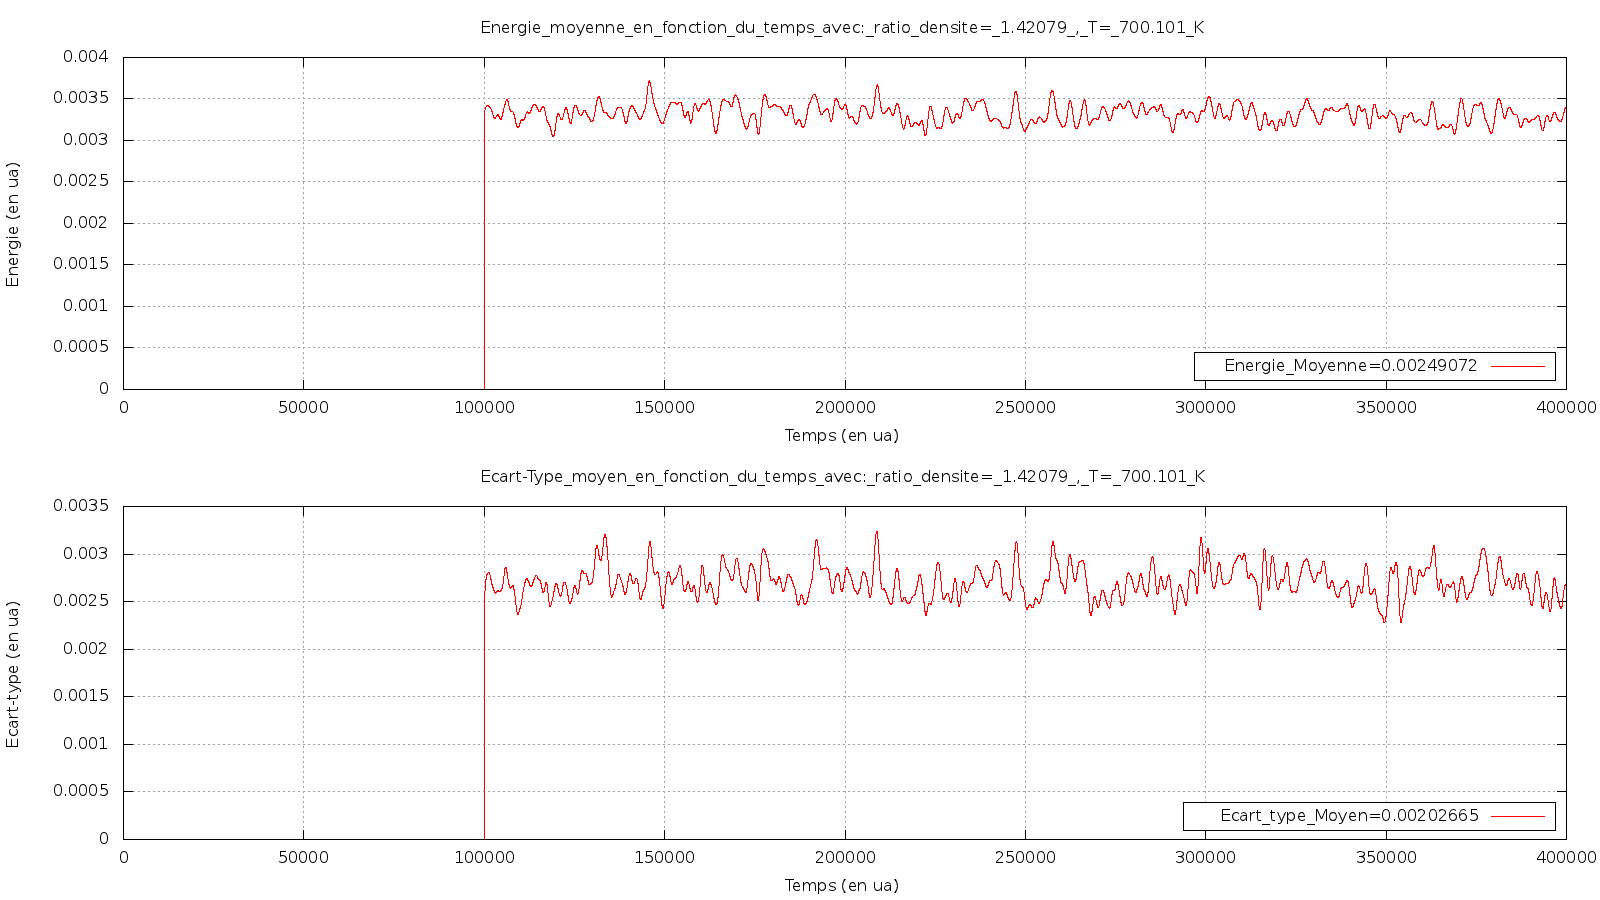 Energie_moyenne_en_fonction_du_temps_avec:_ratio_densite=_1.42079_,_T=_700.101_K
0.004
0.0035
0.003
0.0025
0.002
0.0015
0.001
0.0005
0
Energie (en ua)
Energie_Moyenne=0.00249072
0 50000 100000 150000 200000 250000 300000 350000 400000
Temps (en ua)
Ecart-Type_moyen_en_fonction_du_temps_avec:_ratio_densite=_1.42079_,_T=_700.101_K
0.0035
0.003
0.0025
0.002
0.0015
0.001
0.0005
0
Ecart-type (en ua)
Ecart_type_Moyen=0.00202665
0 50000 100000 150000 200000 250000 300000 350000 400000
Temps (en ua)